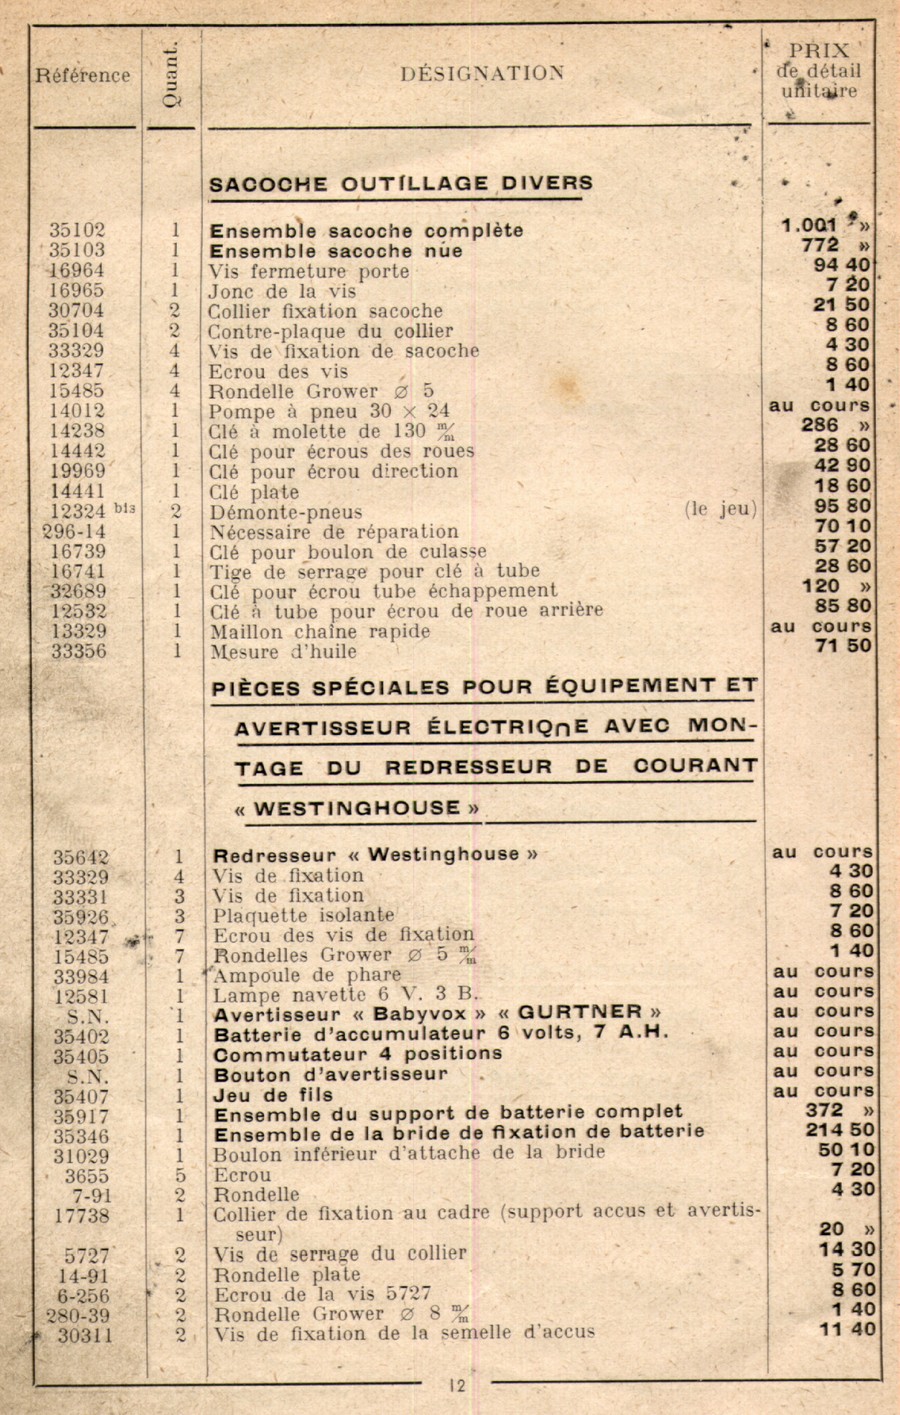 Référence Quant. DÉSIGNATION PRIX de détail unitaire
SACOCHE OUTILLAGE DIVERS
35102 1 Ensemble sacoche complète 1.001 »
35103 1 Ensemble sacoche nue 772 »
16964 1 Vis fermeture porte 94 40
16965 1 Jonc de la vis 7 20
30704 2 Collier fixation sacoche 21 50
35104 2 Contre-plaque du collier 8 60
33329 4 Vis de fixation de sacoche 4 30
12347 4 Ecrou des vis 8 60
15485 4 Rondelle Grower ∅ 5 1 40
14012 1 Pompe à pneu 30 × 24 au cours
14238 1 Clé à molette de 130 m/m 286 »
14442 1 Clé pour écrous des roues 28 60
19969 1 Clé pour écrou direction 42 90
14441 1 Clé plate 18 60
12324 bis 2 Démonte-pneus (le jeu) 95 80
296-14 1 Nécessaire de réparation 70 10
16739 1 Clé pour boulon de culasse 57 20
16741 1 Tige de serrage pour clé à tube 28 60
32689 1 Clé pour écrou tube échappement 120 »
12532 1 Clé à tube pour écrou de roue arrière 85 80
13329 1 Maillon chaîne rapide au cours
33356 1 Mesure d'huile 71 50
PIÈCES SPÉCIALES POUR ÉQUIPEMENT ET
AVERTISSEUR ÉLECTRIQUE AVEC MON-
TAGE DU REDRESSEUR DE COURANT
« WESTINGHOUSE »
35642 1 Redresseur « Westinghouse » au cours
33329 4 Vis de fixation 4 30
33331 3 Vis de fixation 8 60
35926 3 Plaquette isolante 7 20
12347 7 Ecrou des vis de fixation 8 60
15485 7 Rondelles Grower ∅ 5 m/m 1 40
33984 1 Ampoule de phare au cours
12581 1 Lampe navette 6 V. 3 B. au cours
S.N. 1 Avertisseur « Babyvox » « GURTNER » au cours
35402 1 Batterie d'accumulateur 6 volts, 7 A.H. au cours
35405 1 Commutateur 4 positions au cours
S.N. 1 Bouton d'avertisseur au cours
35407 1 Jeu de fils au cours
35917 1 Ensemble du support de batterie complet 372 »
35346 1 Ensemble de la bride de fixation de batterie 214 50
31029 1 Boulon inférieur d'attache de la bride 50 10
3655 5 Ecrou 7 20
7-91 2 Rondelle 4 30
17738 1 Collier de fixation au cadre (support accus et avertis-
seur) 20 »
5727 2 Vis de serrage du collier 14 30
14-91 2 Rondelle plate 5 70
6-256 2 Ecrou de la vis 5727 8 60
280-39 2 Rondelle Grower ∅ 8 m/m 1 40
30311 2 Vis de fixation de la semelle d'accus 11 40
12